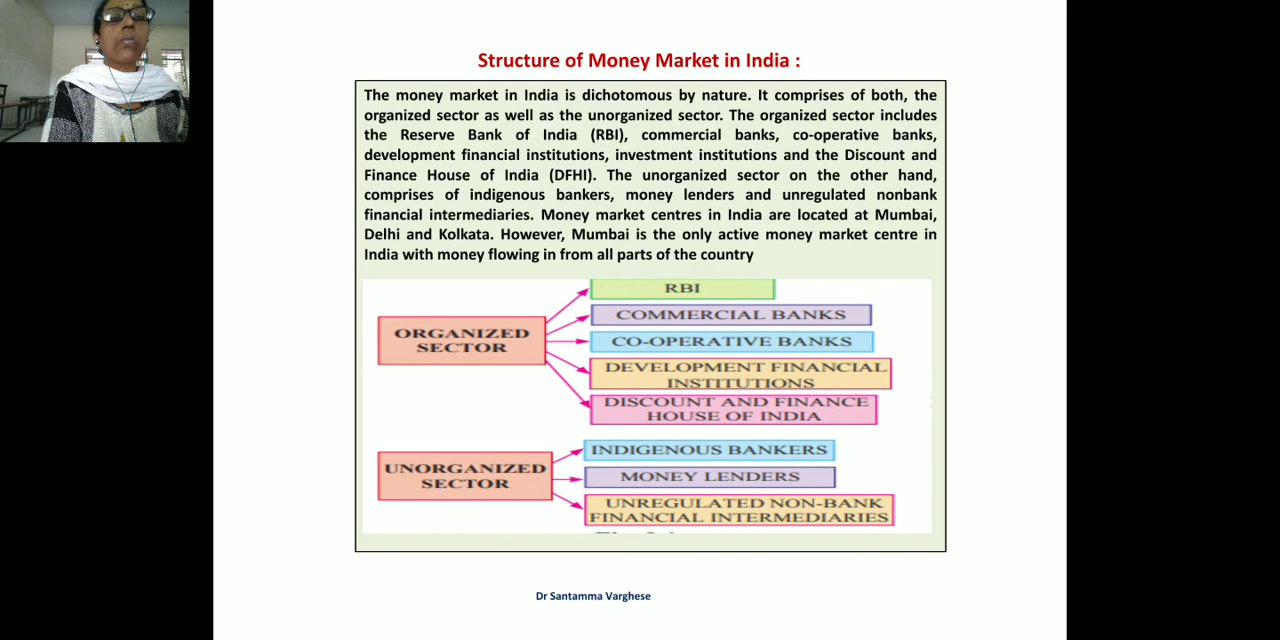 Structure of Money Market in India :
The money market in India is dichotomous by nature. It comprises of both, the
organized sector as well as the unorganized sector. The organized sector includes
the Reserve Bank of India (RBI), commercial banks, co-operative banks,
development financial institutions, investment institutions and the Discount and
Finance House of India (DFHI). The unorganized sector on the other hand,
comprises of indigenous bankers, money lenders and unregulated nonbank
financial intermediaries. Money market centres in India are located at Mumbai,
Delhi and Kolkata. However, Mumbai is the only active money market centre in
India with money flowing in from all parts of the country
ORGANIZED
SECTOR
RBI
COMMERCIAL BANKS
CO-OPERATIVE BANKS
DEVELOPMENT FINANCIAL
INSTITUTIONS
DISCOUNT AND FINANCE
HOUSE OF INDIA
UNORGANIZED
SECTOR
INDIGENOUS BANKERS
MONEY LENDERS
UNREGULATED NON-BANK
FINANCIAL INTERMEDIARIES
Dr Santamma Varghese